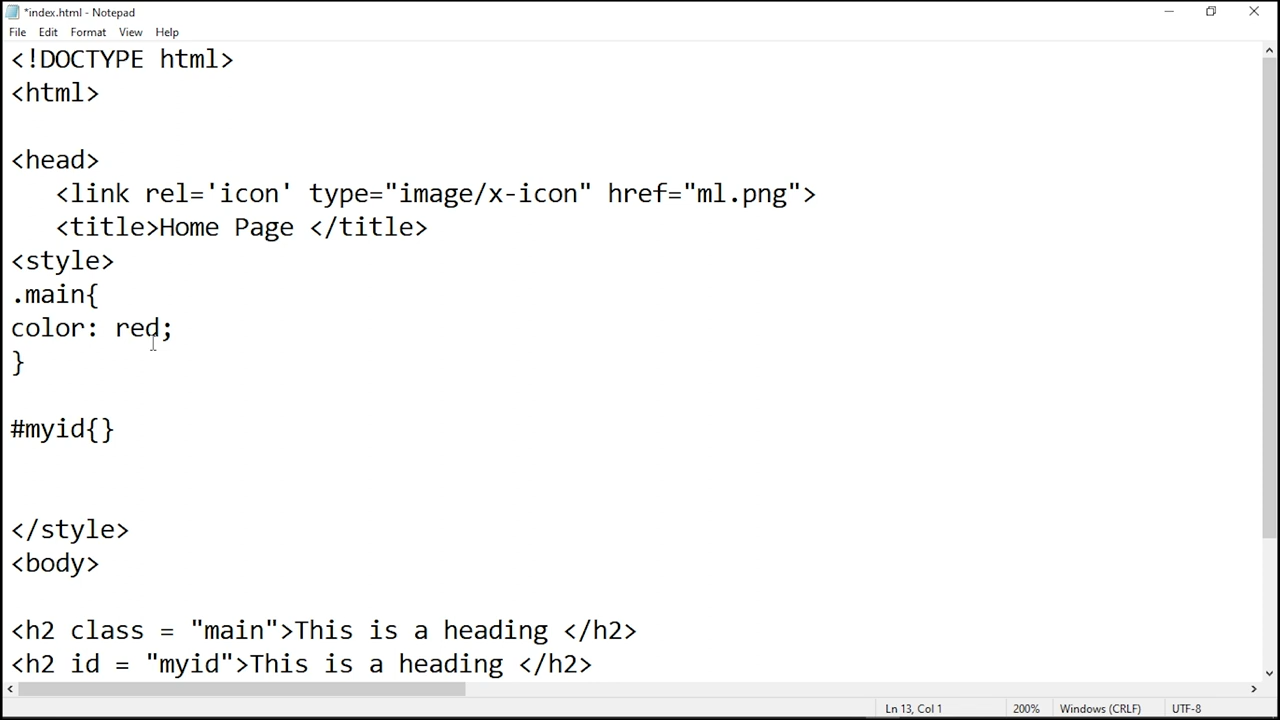 *index.html - Notepad
File Edit Format View Help
<!DOCTYPE html>
<html>
<head>
<link rel='icon' type="image/x-icon" href="ml.png">
<title>Home Page </title>
<style>
.main{
color: red;
}
#myid{}
</style>
<body>
<h2 class = "main">This is a heading </h2>
<h2 id = "myid">This is a heading </h2>
Ln 13, Col 1 200% Windows (CRLF) UTF-8